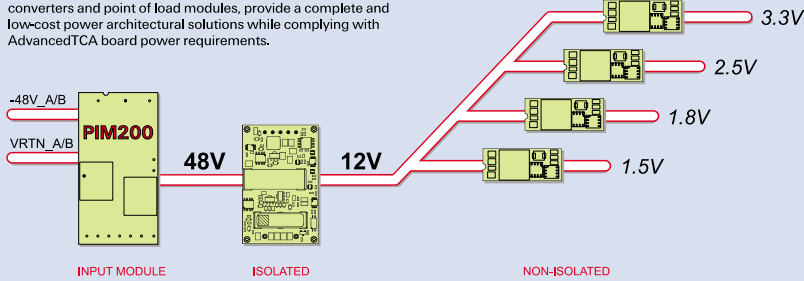 converters and point of load modules, provide a complete and
low-cost power architectural solutions while complying with
AdvancedTCA board power requirements.
3.3V
2.5V
-48V_A/B
PIM200
1.8V
VRTN_A/B
48V
12V
1.5V
INPUT MODULE
ISOLATED
NON-ISOLATED